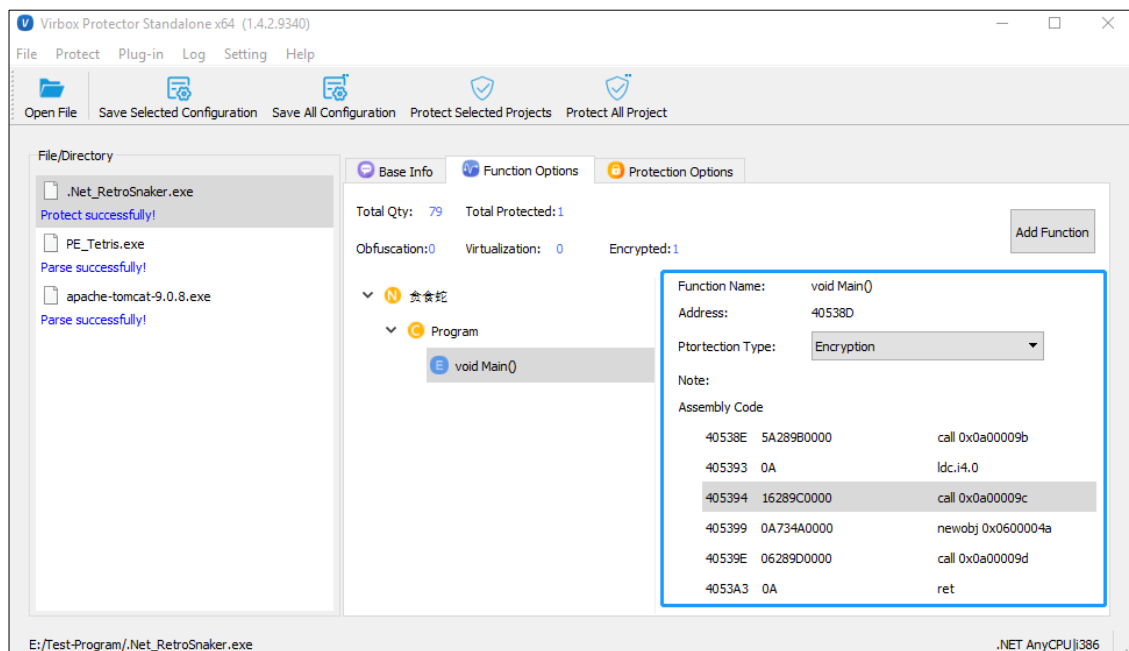 Virbox Protector Standalone x64 (1.4.2.9340)
File Protect Plug-in Log Setting Help
Open File Save Selected Configuration Save All Configuration Protect Selected Projects Protect All Project
File/Directory
.Net_RetroSnaker.exe
Protect successfully!
PE_Tetris.exe
Parse successfully!
apache-tomcat-9.0.8.exe
Parse successfully!
Base Info Function Options Protection Options
Total Qty: 79 Total Protected:1
Obfuscation:0 Virtualization: 0 Encrypted:1
Add Function
N 贪食蛇
C Program
E void Main()
Function Name: void Main()
Address: 40538D
Ptortection Type: Encryption
Note:
Assembly Code
40538E 5A289B0000 call 0x0a00009b
405393 0A ldc.i4.0
405394 16289C0000 call 0x0a00009c
405399 0A734A0000 newobj 0x0600004a
40539E 06289D0000 call 0x0a00009d
4053A3 0A ret
E:/Test-Program/.Net_RetroSnaker.exe .NET AnyCPU|i386